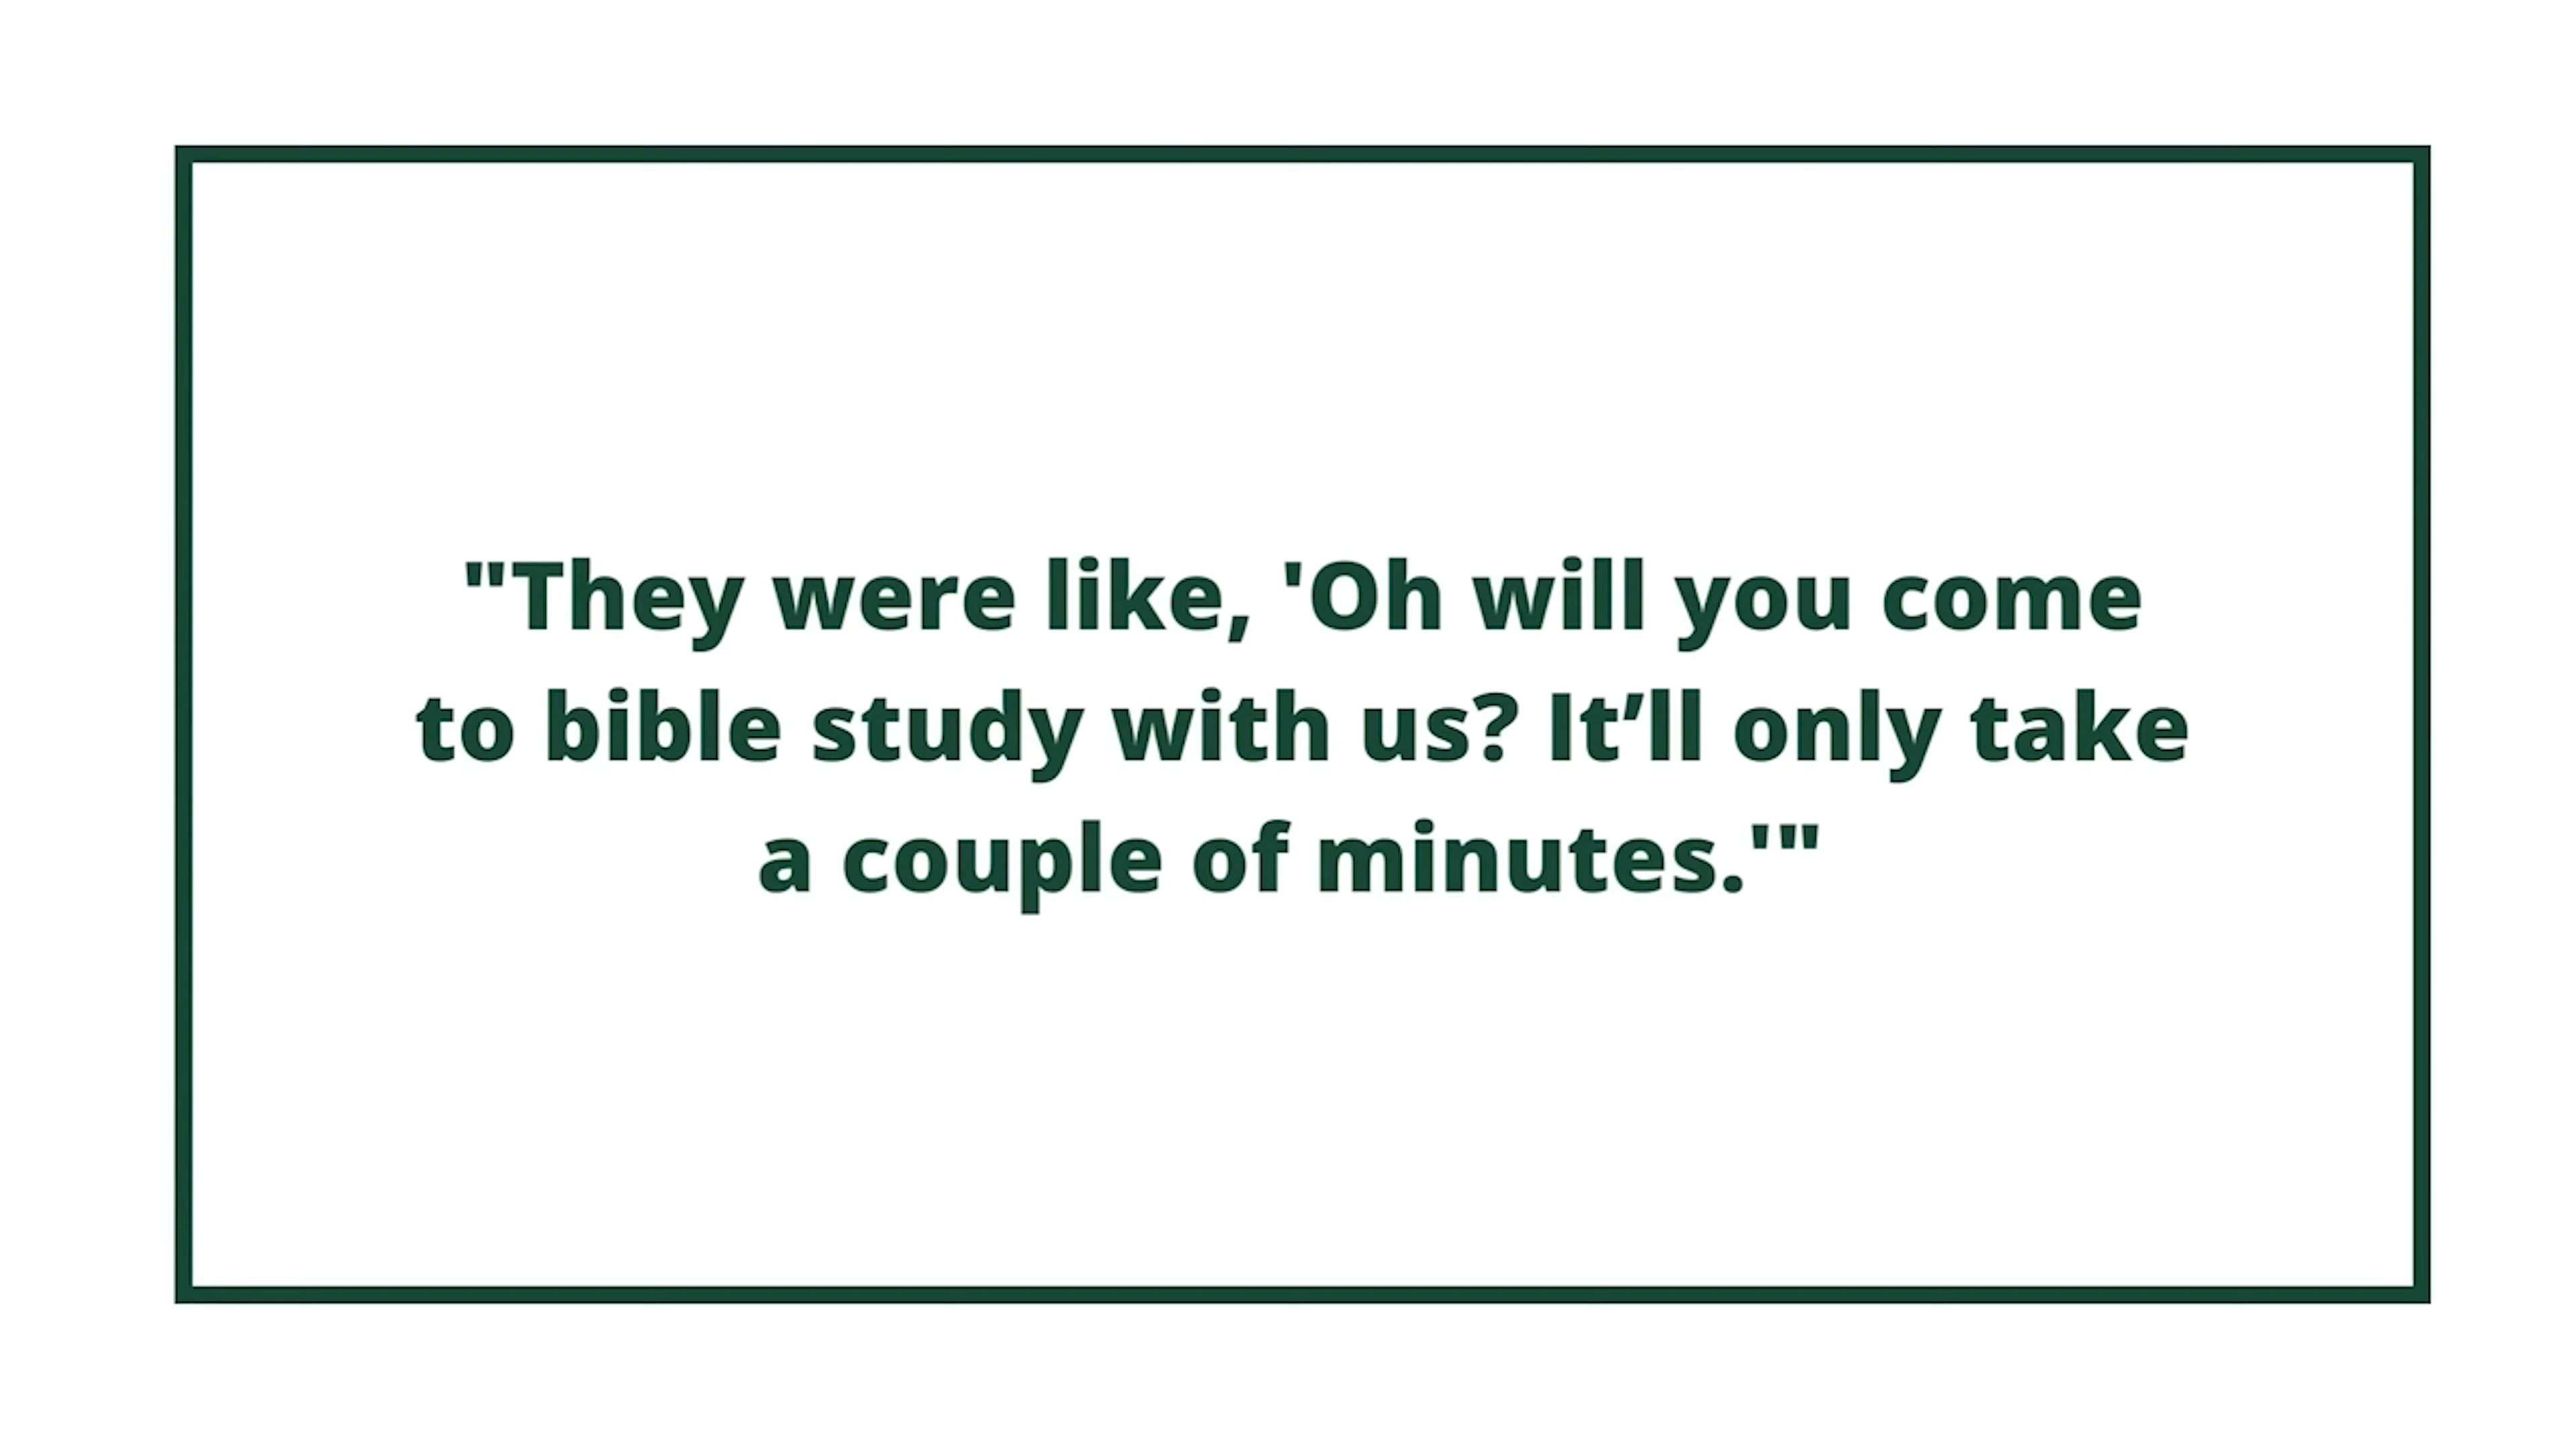 "They were like, 'Oh will you come
to bible study with us? It’ll only take
a couple of minutes.'"